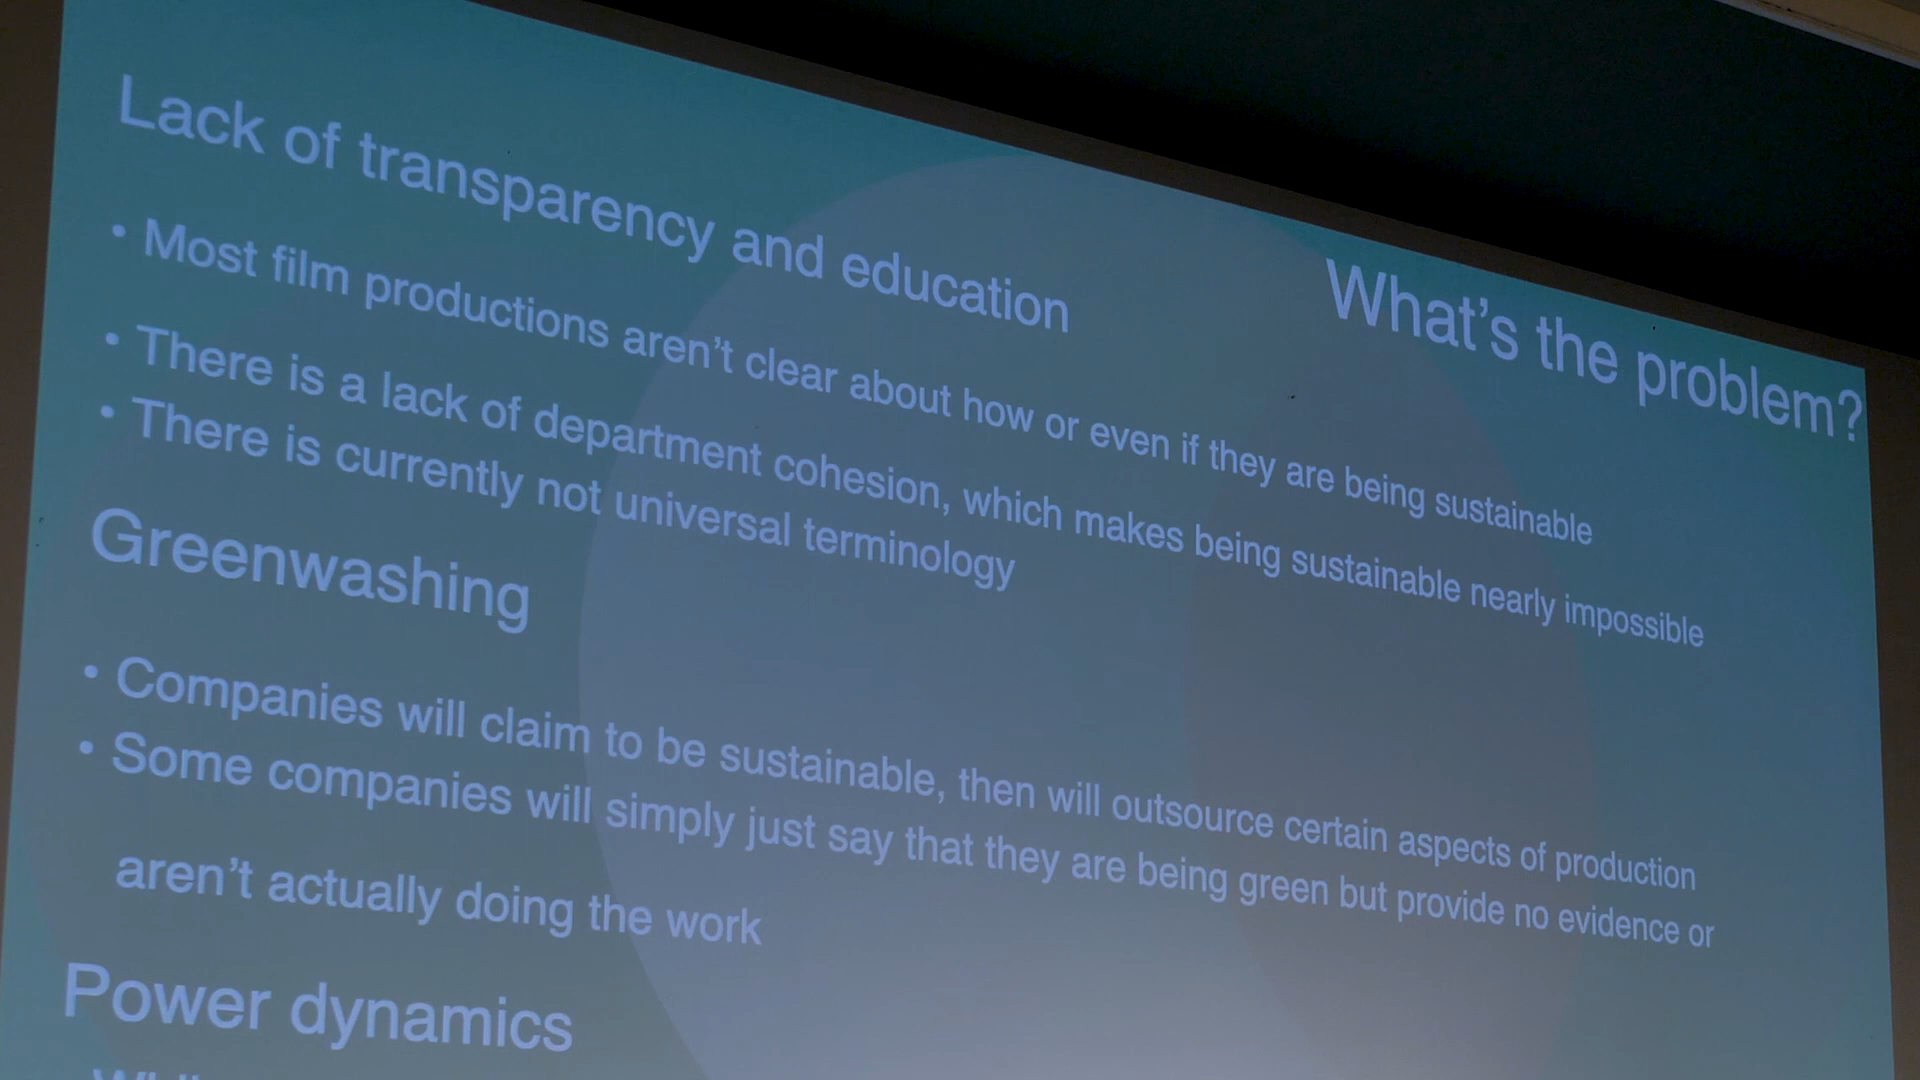 What's the problem?
Lack of transparency and education
• Most film productions aren't clear about how or even if they are being sustainable
• There is a lack of department cohesion, which makes being sustainable nearly impossible
• There is currently not universal terminology
Greenwashing
• Companies will claim to be sustainable, then will outsource certain aspects of production
• Some companies will simply just say that they are being green but provide no evidence or
aren't actually doing the work
Power dynamics